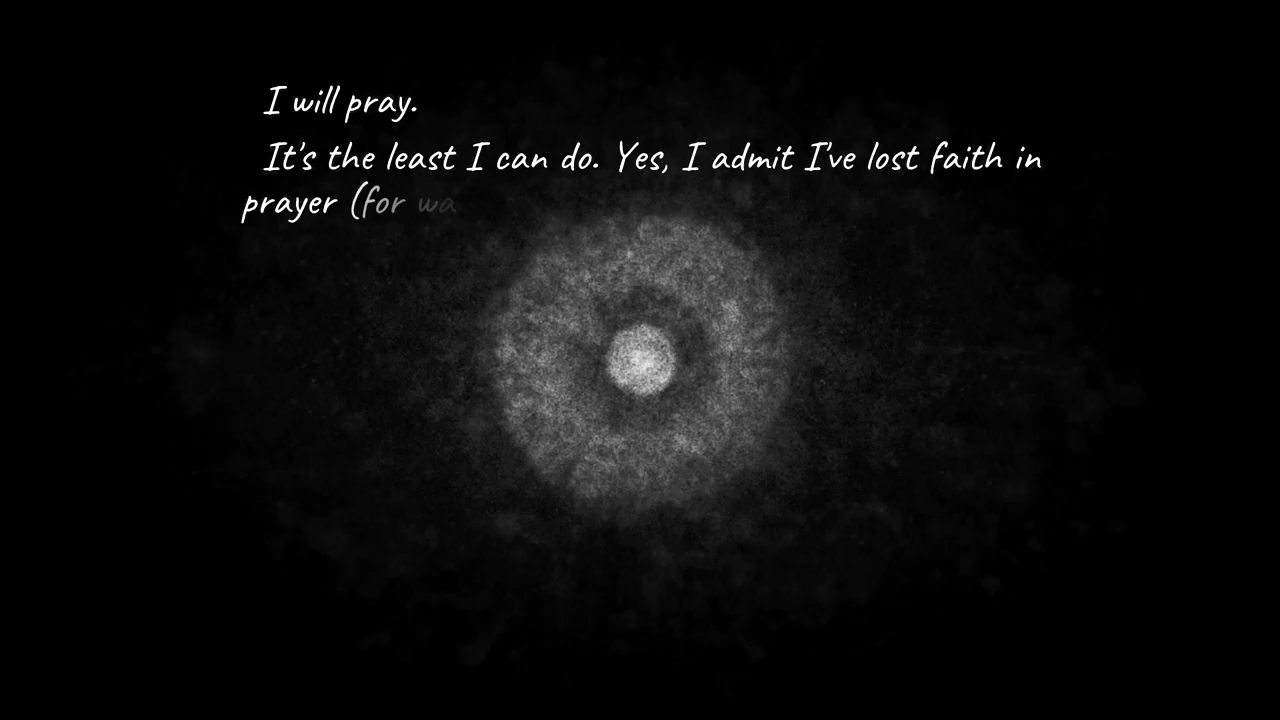 I will pray.
It's the least I can do. Yes, I admit I've lost faith in
prayer (for wa